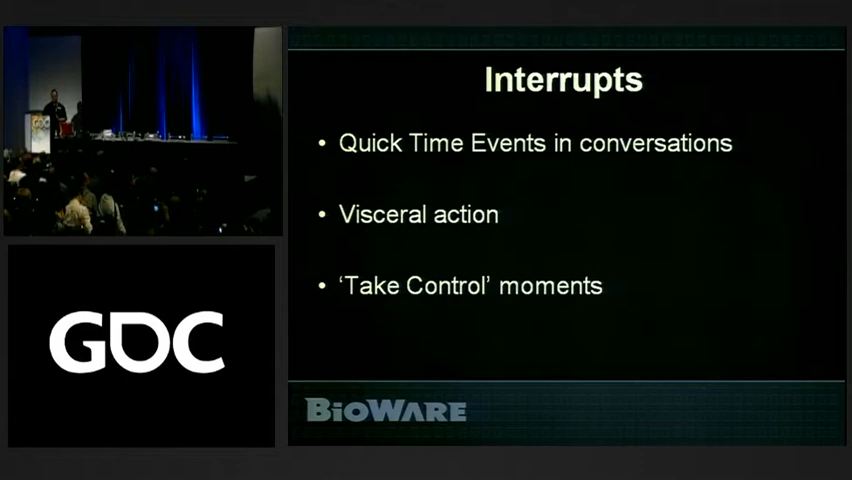 Interrupts
• Quick Time Events in conversations
• Visceral action
• ‘Take Control’ moments
BIOWARE
GDC